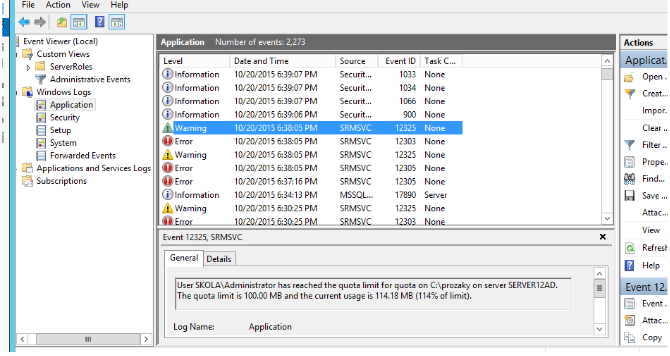 File Action View Help
Event Viewer (Local)
Custom Views
ServerRoles
Administrative Events
Windows Logs
Application
Security
Setup
System
Forwarded Events
Applications and Services Logs
Subscriptions
Application Number of events: 2,273
Level Date and Time Source Event ID Task C...
Information 10/20/2015 6:39:07 PM Securit... 1033 None
Information 10/20/2015 6:39:07 PM Securit... 1034 None
Information 10/20/2015 6:39:07 PM Securit... 1066 None
Information 10/20/2015 6:39:06 PM Securit... 900 None
Warning 10/20/2015 6:38:05 PM SRMSVC 12325 None
Error 10/20/2015 6:38:05 PM SRMSVC 12303 None
Warning 10/20/2015 6:38:05 PM SRMSVC 12325 None
Error 10/20/2015 6:38:05 PM SRMSVC 12305 None
Error 10/20/2015 6:37:16 PM SRMSVC 12305 None
Information 10/20/2015 6:34:13 PM MSSQL... 17890 Server
Warning 10/20/2015 6:30:25 PM SRMSVC 12325 None
Error 10/20/2015 6:30:25 PM SRMSVC 12303 None
Event 12325, SRMSVC
General Details
User SKOLA\Administrator has reached the quota limit for quota on C:\prozaky on server SERVER12AD.
The quota limit is 100.00 MB and the current usage is 114.18 MB (114% of limit).
Log Name: Application
Actions
Applicat...
Open ..
Creat...
Impor..
Clear ..
Filter ..
Prope..
Find...
Save ..
Attac..
View
Refresh
Help
Event 12...
Event ..
Attac..
Copy